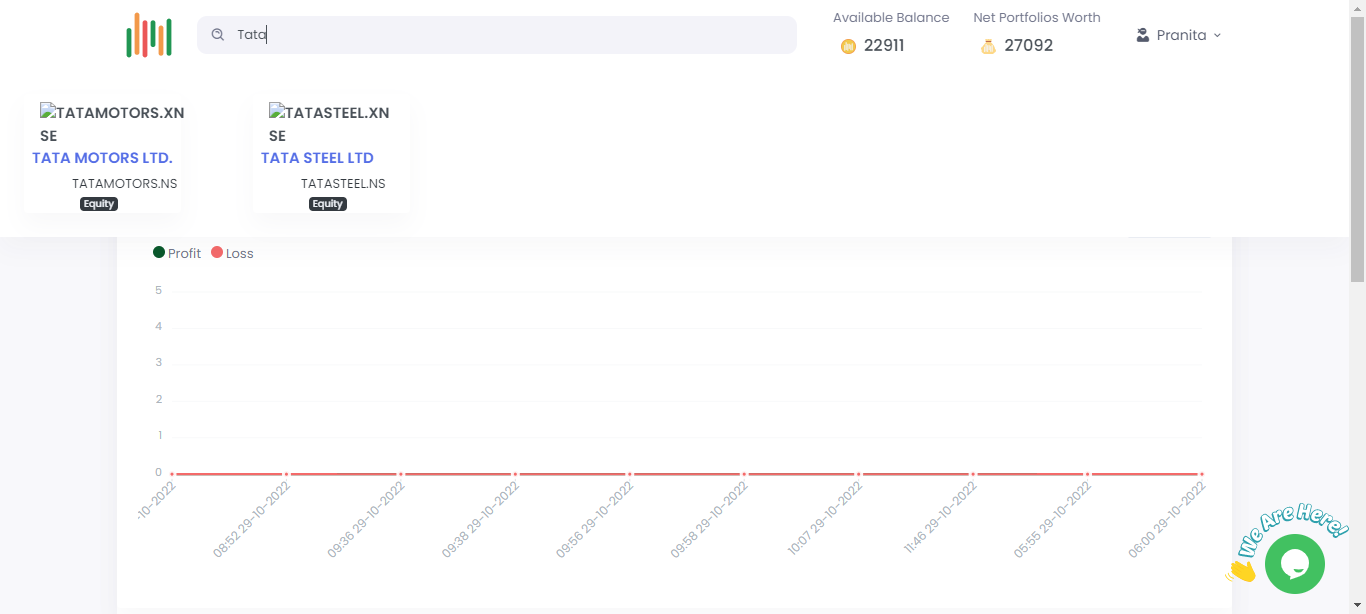 Tata
Available Balance
22911
Net Portfolios Worth
27092
Pranita
TATAMOTORS.XN
SE
TATA MOTORS LTD.
TATAMOTORS.NS
Equity
TATASTEEL.XN
SE
TATA STEEL LTD
TATASTEEL.NS
Equity
Profit
Loss
5
4
3
2
1
0
-10-2022
08:52 29-10-2022
09:36 29-10-2022
09:38 29-10-2022
09:56 29-10-2022
09:58 29-10-2022
10:07 29-10-2022
11:46 29-10-2022
05:55 29-10-2022
06:00 29-10-2022
We Are Here!